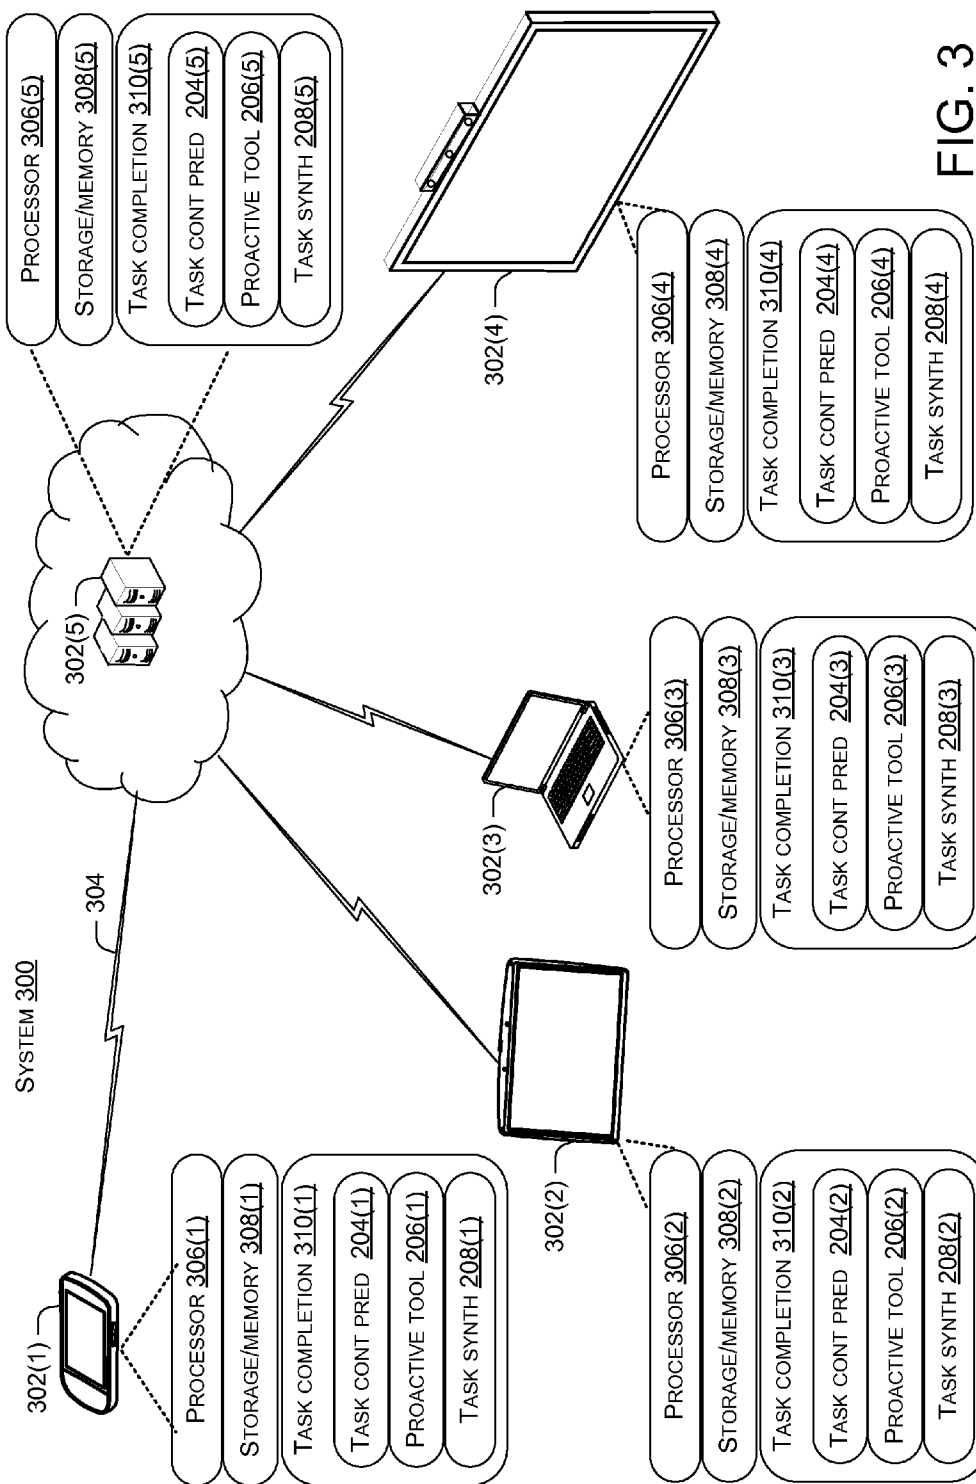 SYSTEM 300
302(1)
304
PROCESSOR 306(1)
STORAGE/MEMORY 308(1)
TASK COMPLETION 310(1)
TASK CONT PRED 204(1)
PROACTIVE TOOL 206(1)
TASK SYNTH 208(1)
302(5)
PROCESSOR 306(5)
STORAGE/MEMORY 308(5)
TASK COMPLETION 310(5)
TASK CONT PRED 204(5)
PROACTIVE TOOL 206(5)
TASK SYNTH 208(5)
302(2)
PROCESSOR 306(2)
STORAGE/MEMORY 308(2)
TASK COMPLETION 310(2)
TASK CONT PRED 204(2)
PROACTIVE TOOL 206(2)
TASK SYNTH 208(2)
302(3)
PROCESSOR 306(3)
STORAGE/MEMORY 308(3)
TASK COMPLETION 310(3)
TASK CONT PRED 204(3)
PROACTIVE TOOL 206(3)
TASK SYNTH 208(3)
302(4)
PROCESSOR 306(4)
STORAGE/MEMORY 308(4)
TASK COMPLETION 310(4)
TASK CONT PRED 204(4)
PROACTIVE TOOL 206(4)
TASK SYNTH 208(4)
FIG. 3